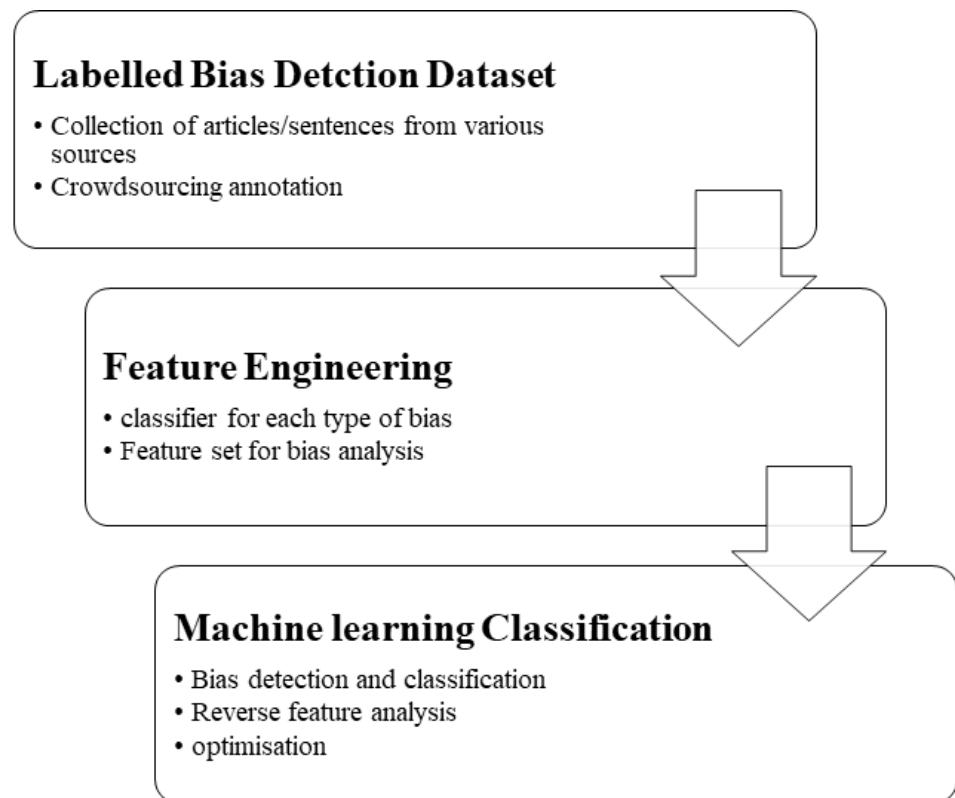 Labelled Bias Detction Dataset
• Collection of articles/sentences from various
sources
• Crowdsourcing annotation
Feature Engineering
• classifier for each type of bias
• Feature set for bias analysis
Machine learning Classification
• Bias detection and classification
• Reverse feature analysis
• optimisation